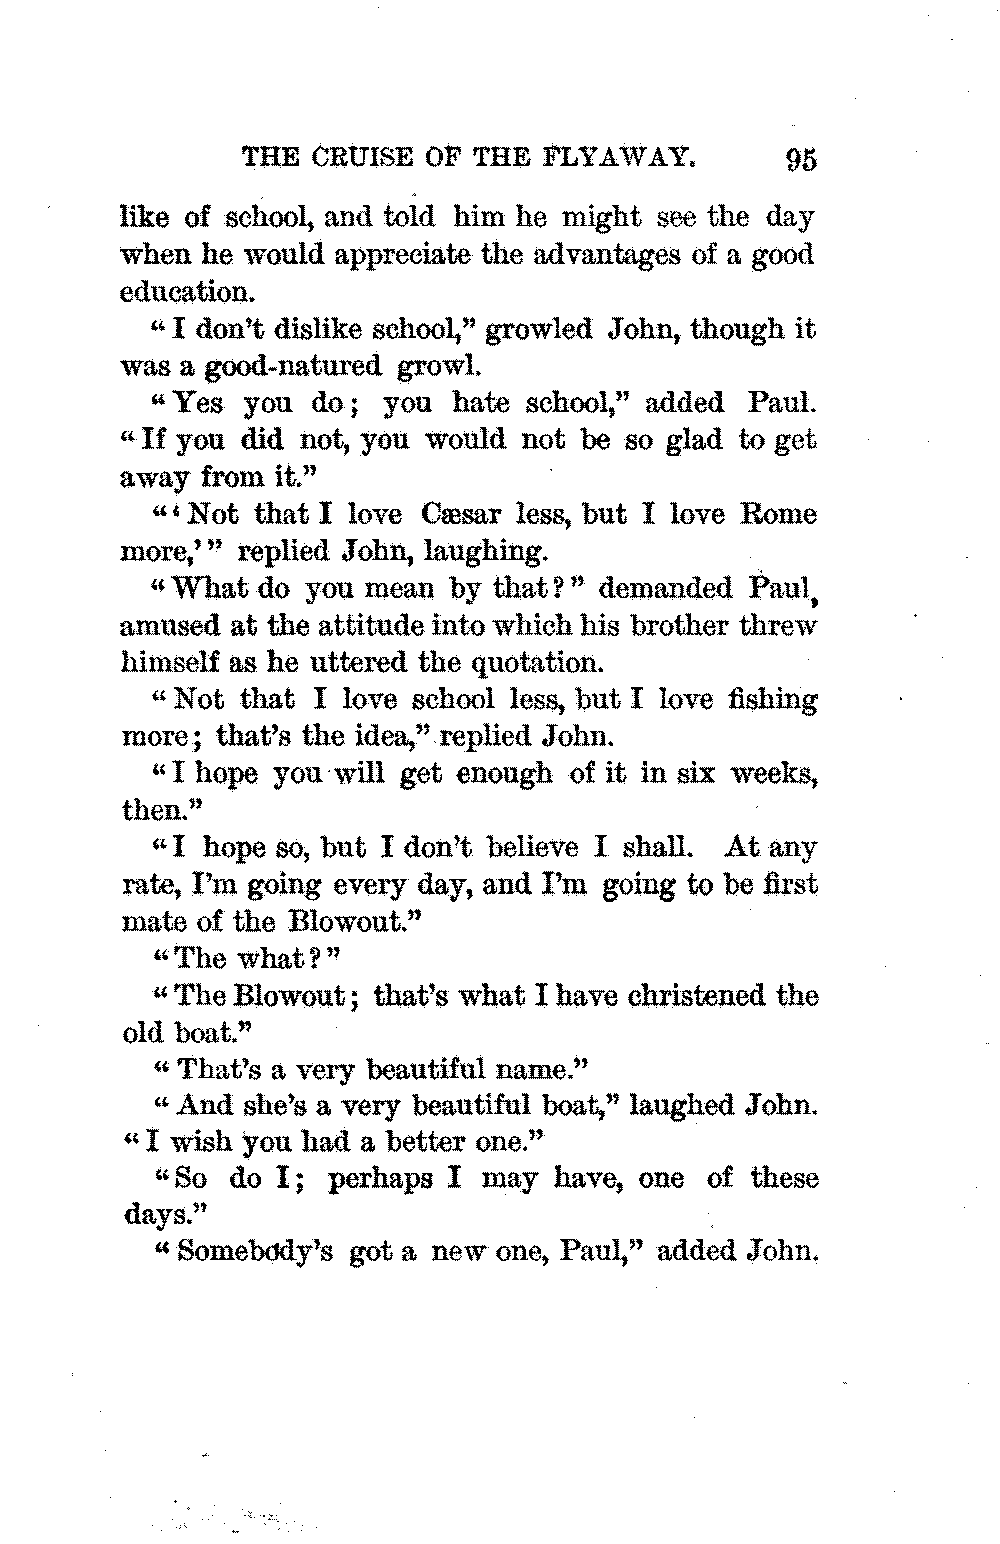 THE CRUISE OF THE FLYAWAY. 95
like of school, and told him he might see the day
when he would appreciate the advantages of a good
education.
“I don’t dislike school,” growled John, though it
was a good-natured growl.
“Yes you do; you hate school,” added Paul.
“If you did not, you would not be so glad to get
away from it.”
“‘Not that I love Cæsar less, but I love Rome
more,’” replied John, laughing.
“What do you mean by that?” demanded Paul,
amused at the attitude into which his brother threw
himself as he uttered the quotation.
“Not that I love school less, but I love fishing
more; that’s the idea,” replied John.
“I hope you will get enough of it in six weeks,
then.”
“I hope so, but I don’t believe I shall. At any
rate, I’m going every day, and I’m going to be first
mate of the Blowout.”
“The what?”
“The Blowout; that’s what I have christened the
old boat.”
“That’s a very beautiful name.”
“And she’s a very beautiful boat,” laughed John.
“I wish you had a better one.”
“So do I; perhaps I may have, one of these
days.”
“Somebody’s got a new one, Paul,” added John.